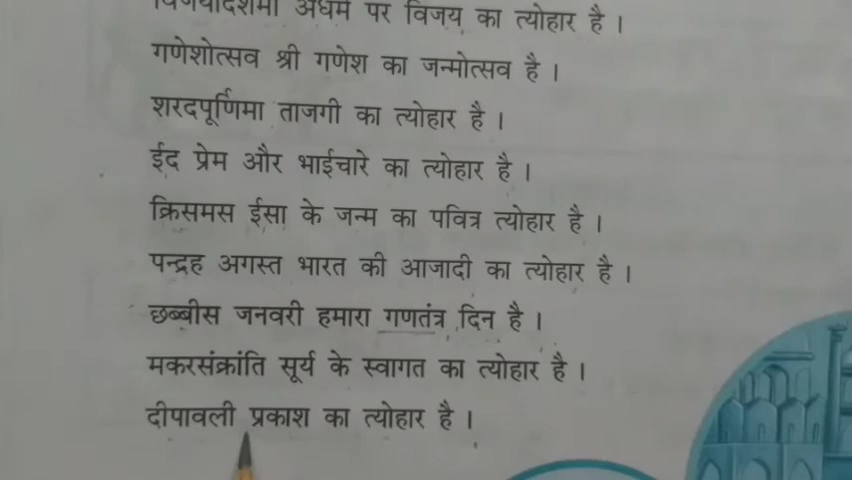 विजयादशमी अधर्म पर विजय का त्योहार है ।
गणेशोत्सव श्री गणेश का जन्मोत्सव है ।
शरदपूर्णिमा ताजगी का त्योहार है ।
ईद प्रेम और भाईचारे का त्योहार है ।
क्रिसमस ईसा के जन्म का पवित्र त्योहार है ।
पन्द्रह अगस्त भारत की आजादी का त्योहार है ।
छब्बीस जनवरी हमारा गणतंत्र दिन है ।
मकरसंक्रांति सूर्य के स्वागत का त्योहार है ।
दीपावली प्रकाश का त्योहार है ।